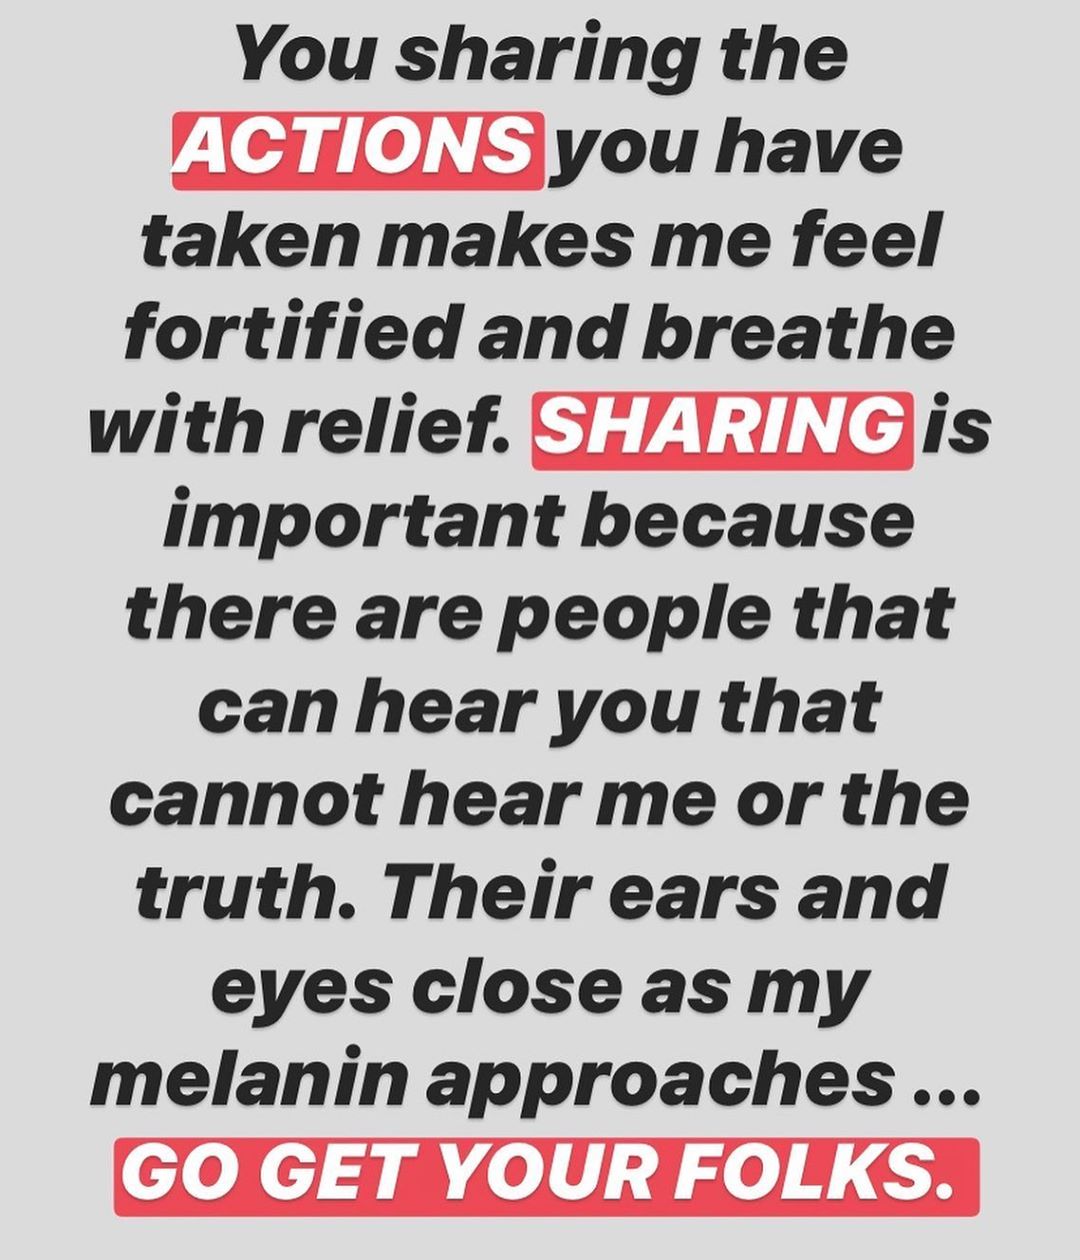 You sharing the
ACTIONS you have
taken makes me feel
fortified and breathe
with relief. SHARING is
important because
there are people that
can hear you that
cannot hear me or the
truth. Their ears and
eyes close as my
melanin approaches ...
GO GET YOUR FOLKS.